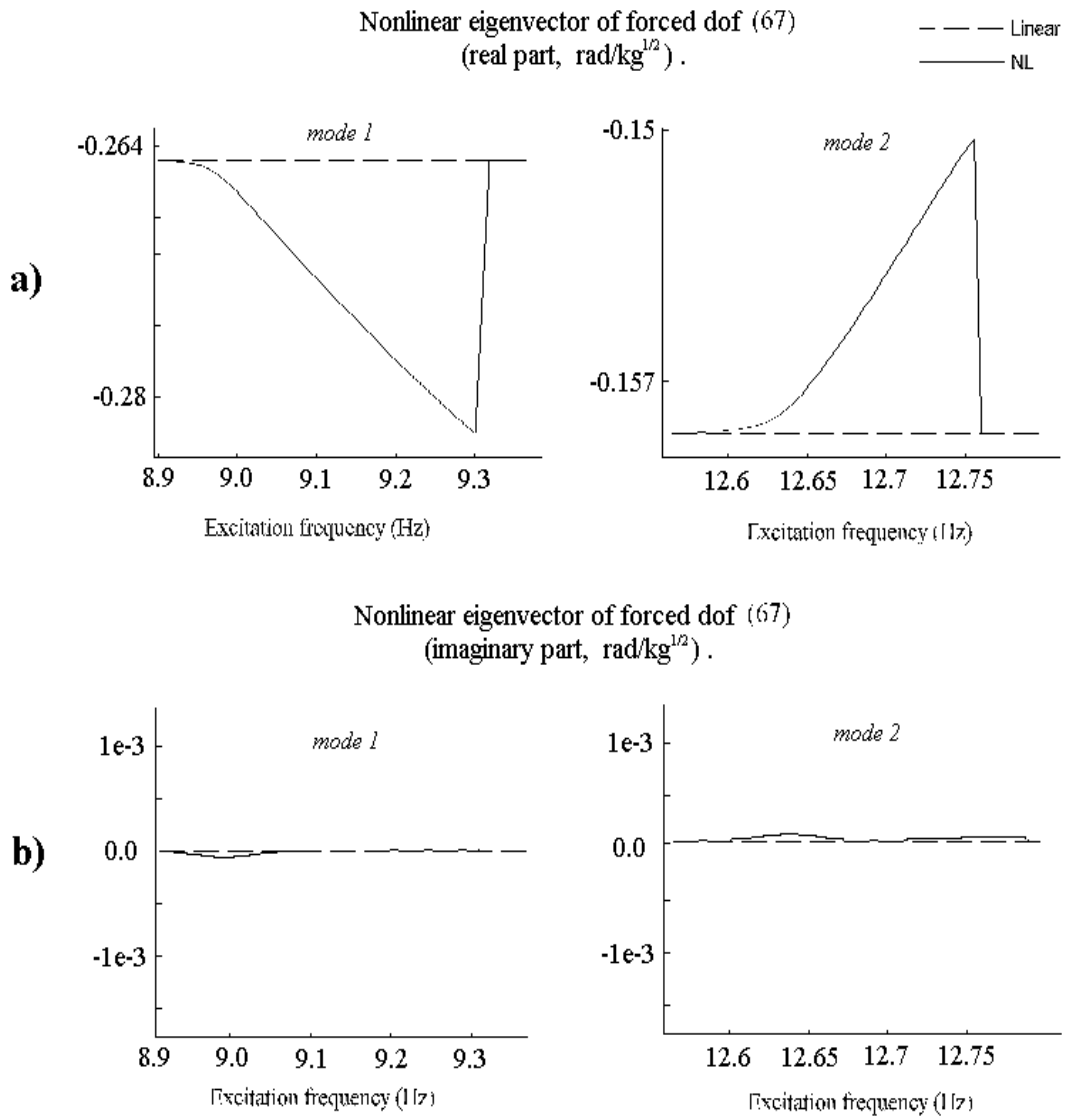 Nonlinear eigenvector of forced dof (67)
(real part, rad/kg^1/2) .
Linear
NL
a)
mode 1
-0.264
-0.28
8.9 9.0 9.1 9.2 9.3
Excitation frequency (Hz)
mode 2
-0.15
-0.157
12.6 12.65 12.7 12.75
Excitation frequency (Hz)
Nonlinear eigenvector of forced dof (67)
(imaginary part, rad/kg^1/2) .
b)
mode 1
1e-3
0.0
-1e-3
8.9 9.0 9.1 9.2 9.3
Excitation frequency (Hz)
mode 2
1e-3
0.0
-1e-3
12.6 12.65 12.7 12.75
Excitation frequency (Hz)